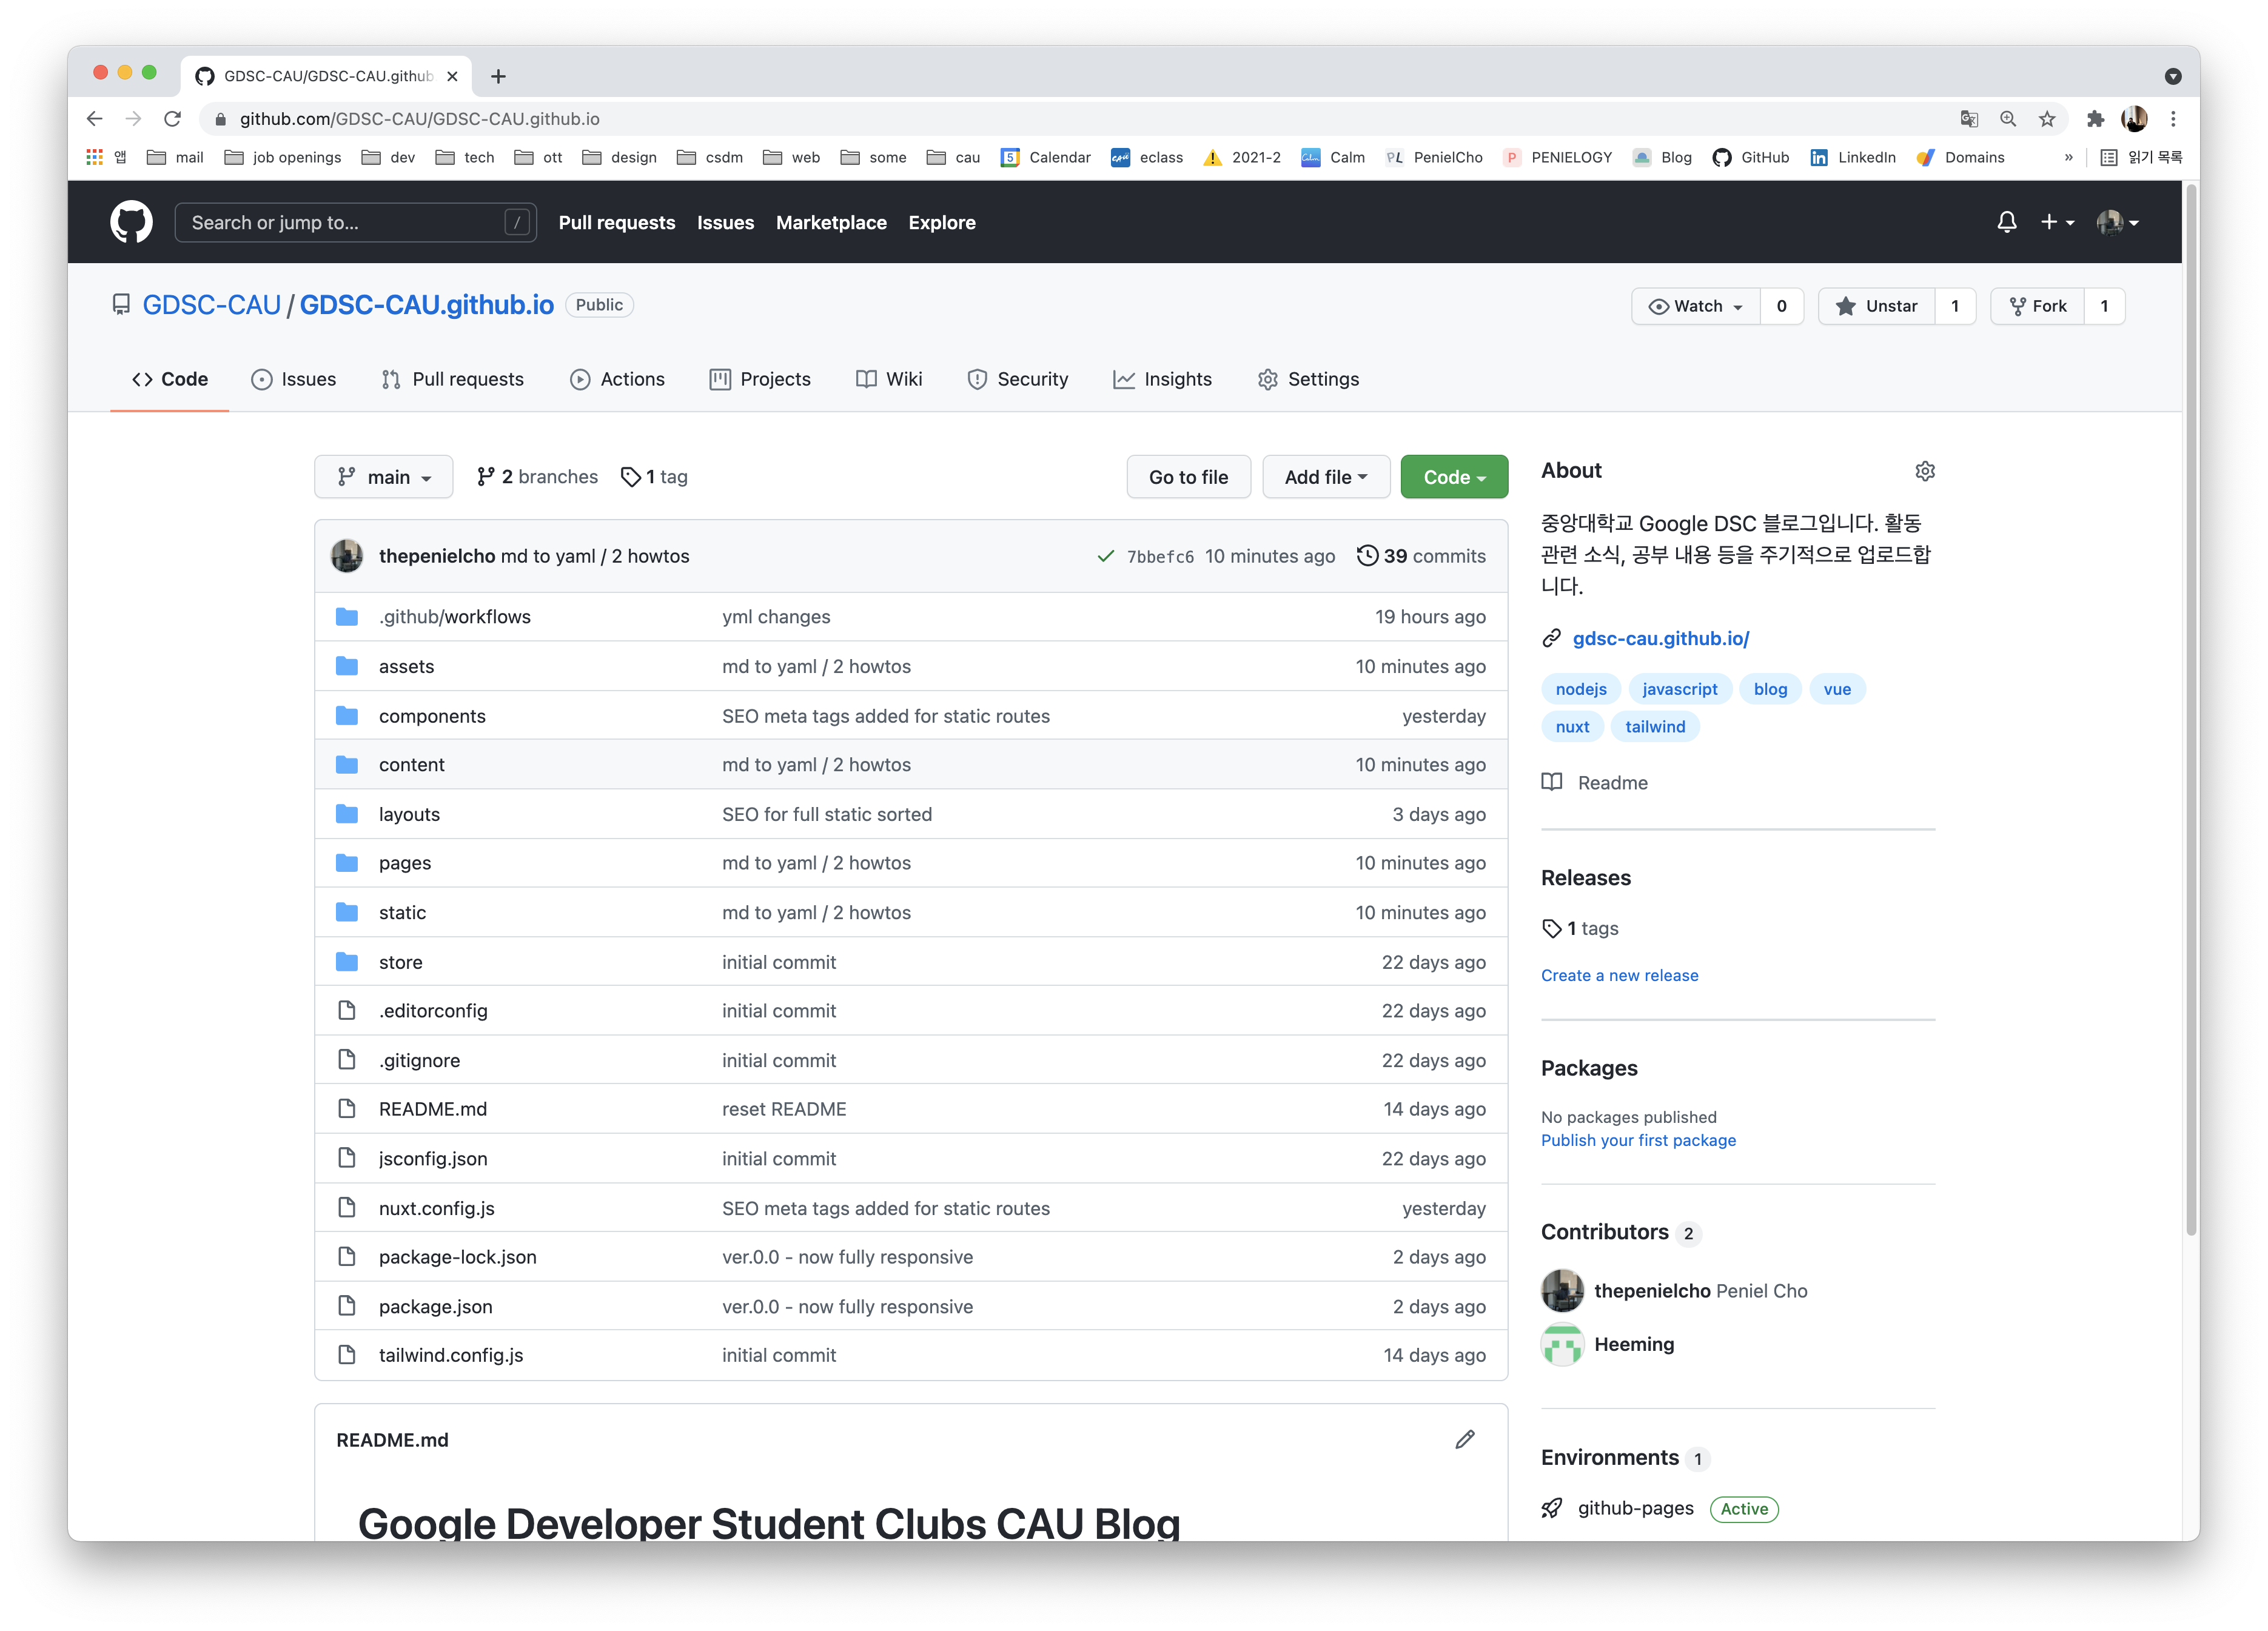 GDSC-CAU/GDSC-CAU.github
github.com/GDSC-CAU/GDSC-CAU.github.io
앱 mail job openings dev tech ott design csdm web some cau 5 Calendar CAU eclass 2021-2 Calm Calm PL PenielCho P PENIELOGY Blog GitHub in LinkedIn Domains » 읽기 목록
Search or jump to... / Pull requests Issues Marketplace Explore
GDSC-CAU / GDSC-CAU.github.io Public Watch 0 Unstar 1 Fork 1
Code Issues Pull requests Actions Projects Wiki Security Insights Settings
main 2 branches 1 tag Go to file Add file Code
thepenielcho md to yaml / 2 howtos 7bbefc6 10 minutes ago 39 commits
.github/workflows yml changes 19 hours ago
assets md to yaml / 2 howtos 10 minutes ago
components SEO meta tags added for static routes yesterday
content md to yaml / 2 howtos 10 minutes ago
layouts SEO for full static sorted 3 days ago
pages md to yaml / 2 howtos 10 minutes ago
static md to yaml / 2 howtos 10 minutes ago
store initial commit 22 days ago
.editorconfig initial commit 22 days ago
.gitignore initial commit 22 days ago
README.md reset README 14 days ago
jsconfig.json initial commit 22 days ago
nuxt.config.js SEO meta tags added for static routes yesterday
package-lock.json ver.0.0 - now fully responsive 2 days ago
package.json ver.0.0 - now fully responsive 2 days ago
tailwind.config.js initial commit 14 days ago
README.md
Google Developer Student Clubs CAU Blog
About
중앙대학교 Google DSC 블로그입니다. 활동
관련 소식, 공부 내용 등을 주기적으로 업로드합
니다.
gdsc-cau.github.io/
nodejs javascript blog vue
nuxt tailwind
Readme
Releases
1 tags
Create a new release
Packages
No packages published
Publish your first package
Contributors 2
thepenielcho Peniel Cho
Heeming
Environments 1
github-pages Active